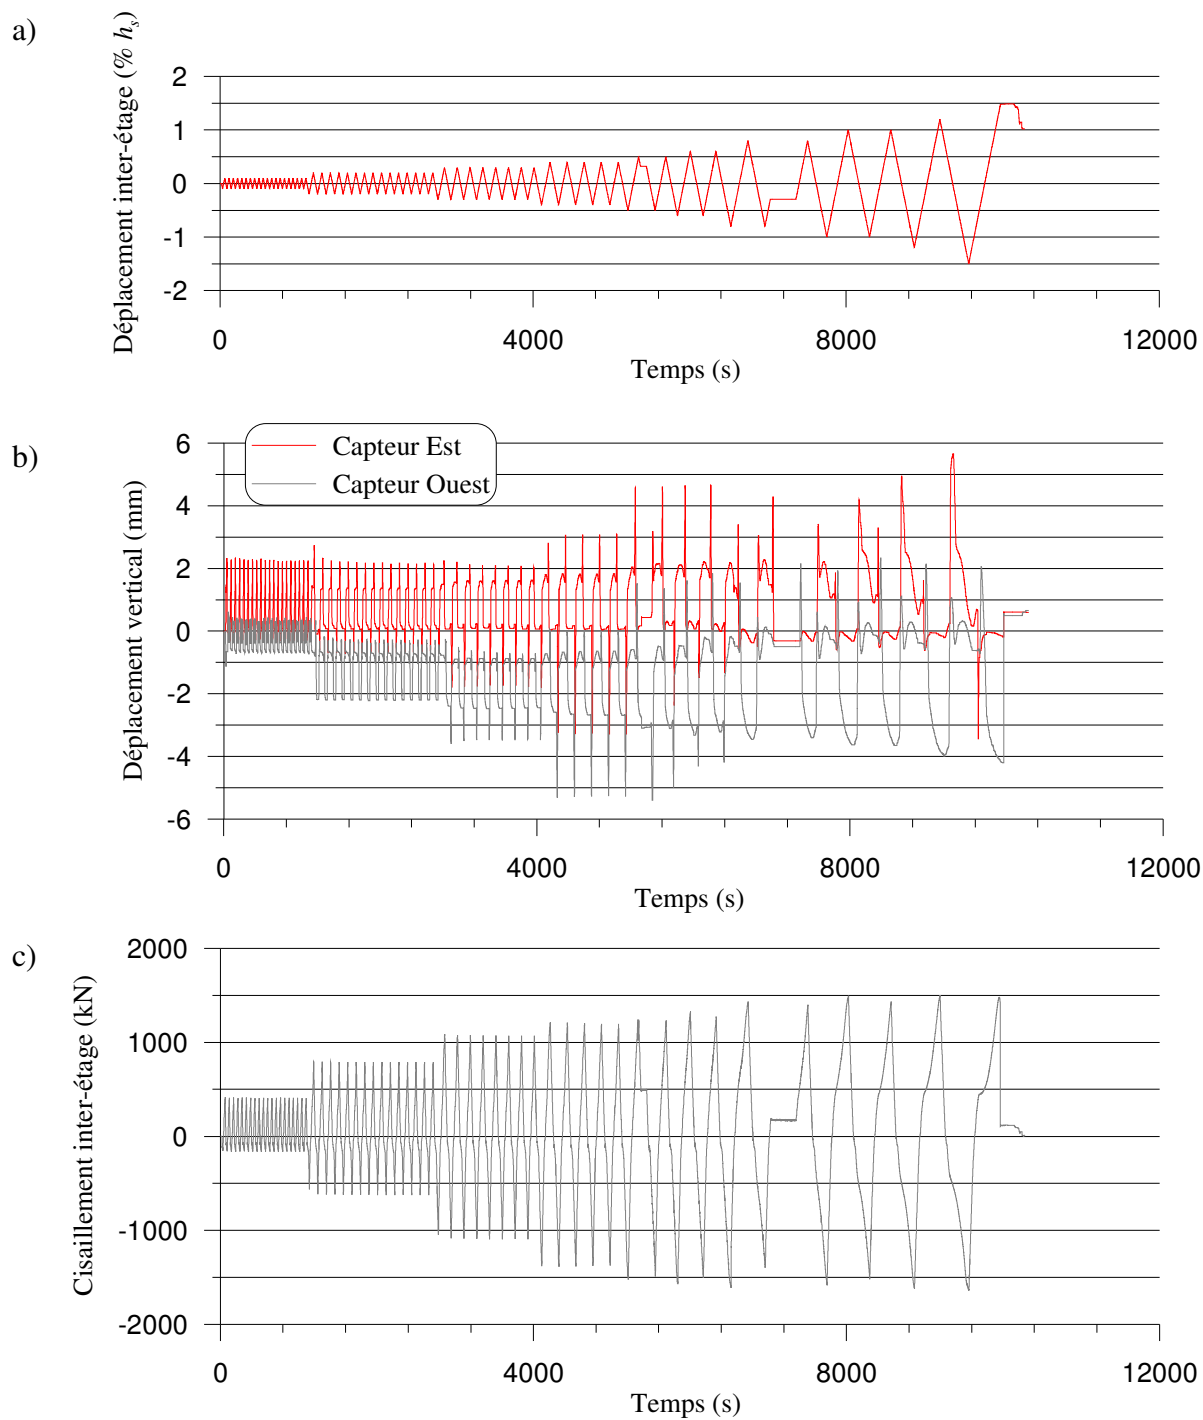 a)
Déplacement inter-étage (% hs)
2
1
0
-1
-2
0 4000 8000 12000
Temps (s)
b)
Déplacement vertical (mm)
Capteur Est
Capteur Ouest
6
4
2
0
-2
-4
-6
0 4000 8000 12000
Temps (s)
c)
Cisaillement inter-étage (kN)
2000
1000
0
-1000
-2000
0 4000 8000 12000
Temps (s)